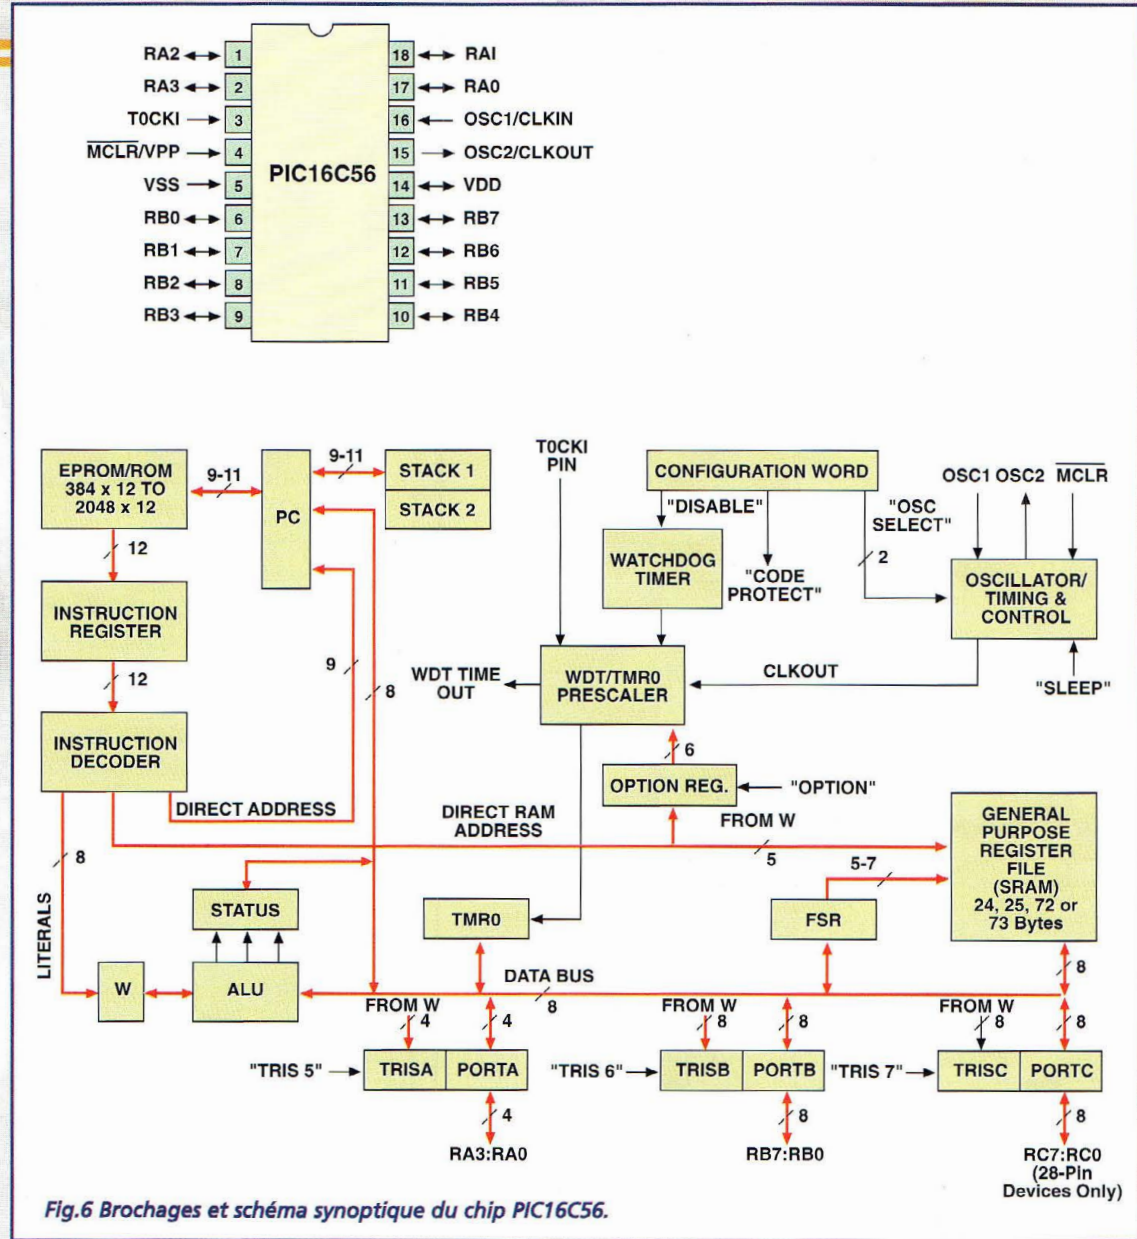 RA2
1
18
RAI
RA3
2
17
RA0
T0CKI
3
16
OSC1/CLKIN
MCLR/VPP
4
15
OSC2/CLKOUT
PIC16C56
VSS
5
14
VDD
RB0
6
13
RB7
RB1
7
12
RB6
RB2
8
11
RB5
RB3
9
10
RB4
EPROM/ROM
384 x 12 TO
2048 x 12
9-11
PC
9-11
STACK 1
STACK 2
T0CKI
PIN
CONFIGURATION WORD
"DISABLE"
"OSC
SELECT"
OSC1 OSC2 MCLR
12
WATCHDOG
TIMER
"CODE
PROTECT"
2
OSCILLATOR/
TIMING &
CONTROL
INSTRUCTION
REGISTER
12
9
8
WDT TIME
OUT
WDT/TMR0
PRESCALER
CLKOUT
"SLEEP"
INSTRUCTION
DECODER
6
OPTION REG.
"OPTION"
DIRECT ADDRESS
DIRECT RAM
ADDRESS
FROM W
5
GENERAL
PURPOSE
REGISTER
FILE
(SRAM)
24, 25, 72 or
73 Bytes
8
LITERALS
5-7
STATUS
TMR0
FSR
W
ALU
DATA BUS
8
8
FROM W
4
4
FROM W
8
8
FROM W
8
8
"TRIS 5"
TRISA
PORTA
"TRIS 6"
TRISB
PORTB
"TRIS 7"
TRISC
PORTC
4
8
8
RA3:RA0
RB7:RB0
RC7:RC0
(28-Pin
Devices Only)
Fig.6 Brochages et schéma synoptique du chip PIC16C56.